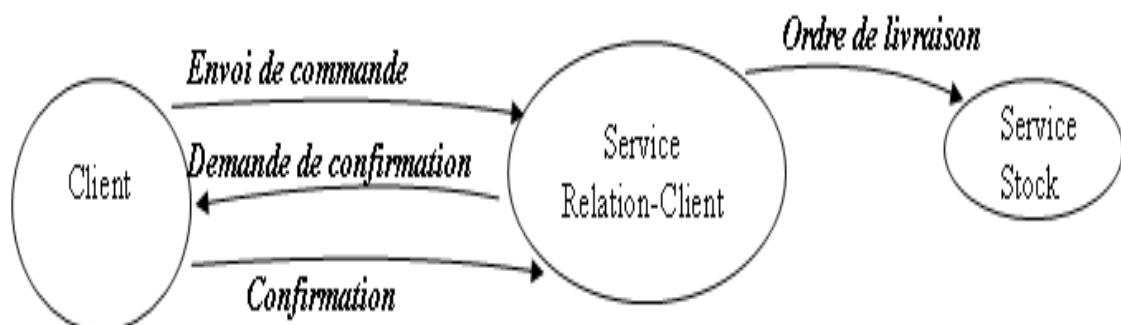 Envoi de commande
Ordre de livraison
Client
Demande de confirmation
Service
Relation-Client
Service
Stock
Confirmation